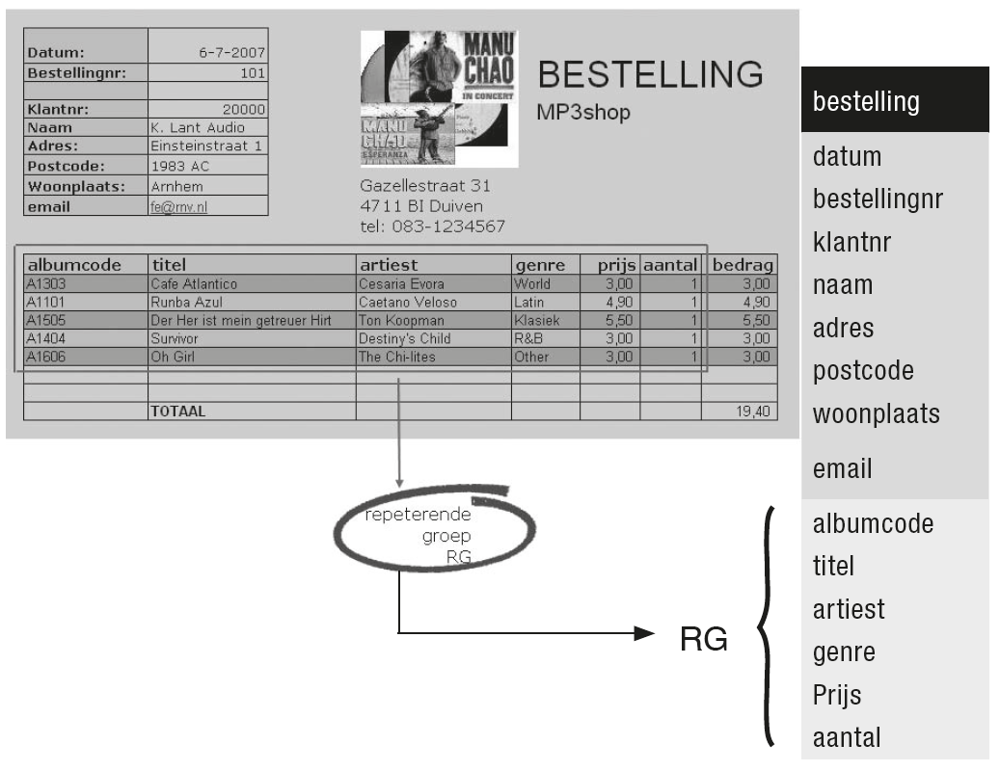 Datum: 6-7-2007
Bestellingnr: 101
Klantnr: 20000
Naam K. Lant Audio
Adres: Einsteinstraat 1
Postcode: 1983 AC
Woonplaats: Arnhem
email fe@rnv.nl
MANU
CHAO
IN CONCERT
MANU
CHAO
ESPERANZA
Gazellestraat 31
4711 BI Duiven
tel: 083-1234567
BESTELLING
MP3shop
albumcode titel artiest genre prijs aantal bedrag
A1303 Cafe Atlantico Cesaria Evora World 3,00 1 3,00
A1101 Runba Azul Caetano Veloso Latin 4,90 1 4,90
A1505 Der Her ist mein getreuer Hirt Ton Koopman Klasiek 5,50 1 5,50
A1404 Survivor Destiny's Child R&B 3,00 1 3,00
A1606 Oh Girl The Chi-lites Other 3,00 1 3,00
TOTAAL 19,40
repeterende
groep
RG
RG
bestelling
datum
bestellingnr
klantnr
naam
adres
postcode
woonplaats
email
albumcode
titel
artiest
genre
Prijs
aantal